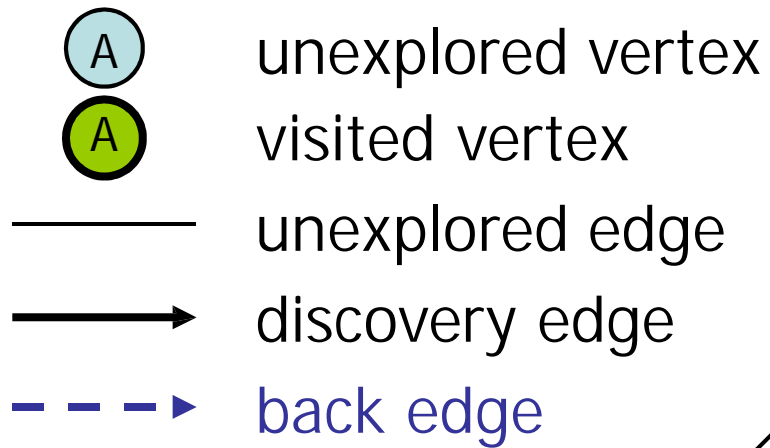 A unexplored vertex
A visited vertex
unexplored edge
discovery edge
back edge